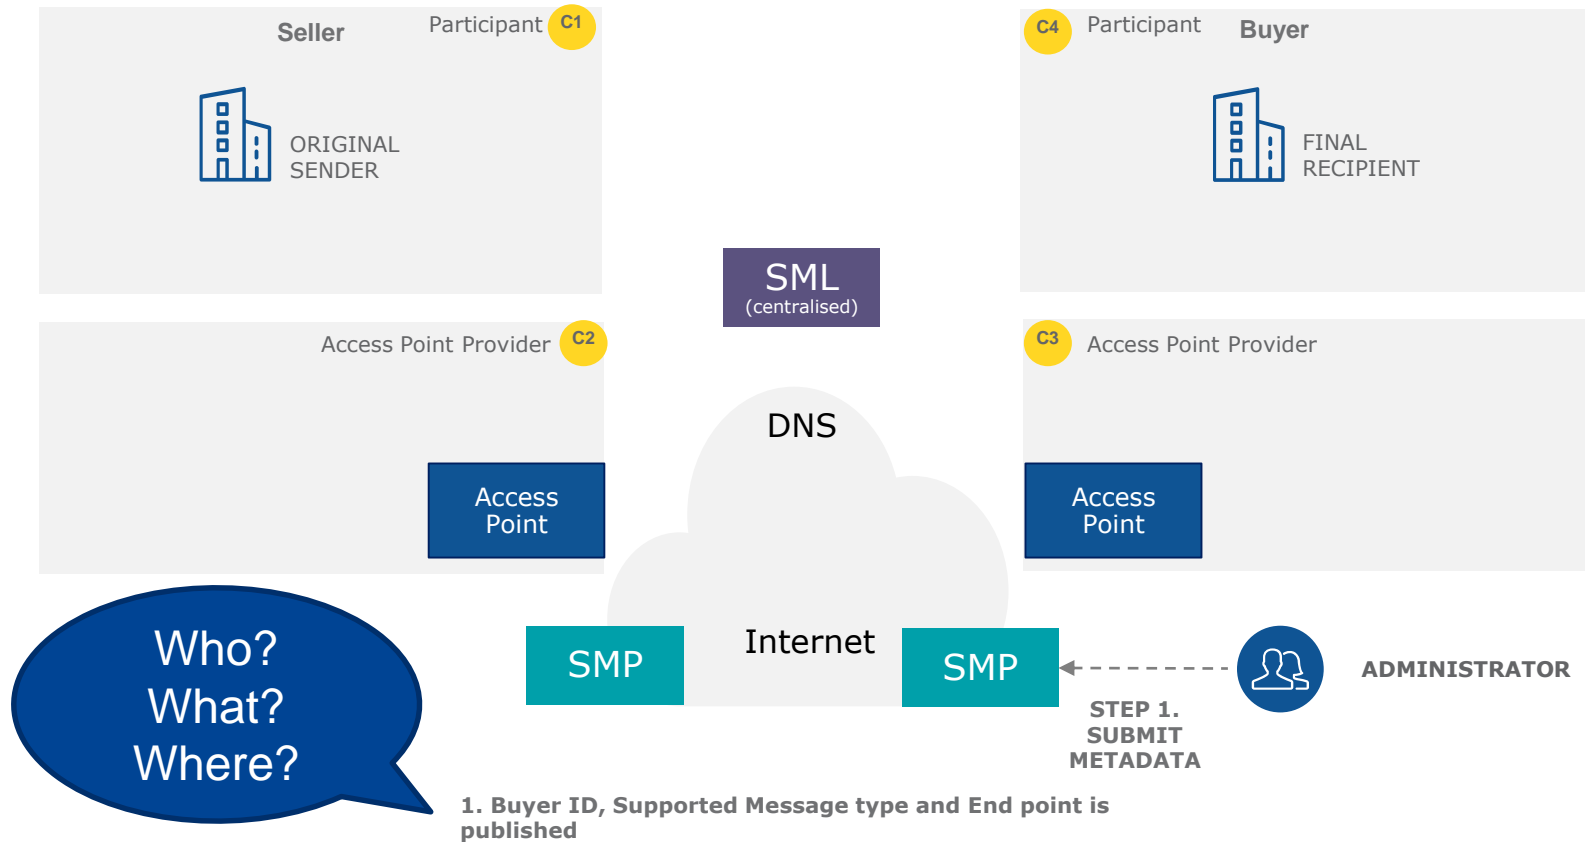 Seller
Participant
C1
ORIGINAL
SENDER
C4
Participant
Buyer
FINAL
RECIPIENT
SML
(centralised)
Access Point Provider
C2
C3
Access Point Provider
DNS
Access
Point
Access
Point
Who?
What?
Where?
SMP
Internet
SMP
ADMINISTRATOR
STEP 1.
SUBMIT
METADATA
1. Buyer ID, Supported Message type and End point is
published